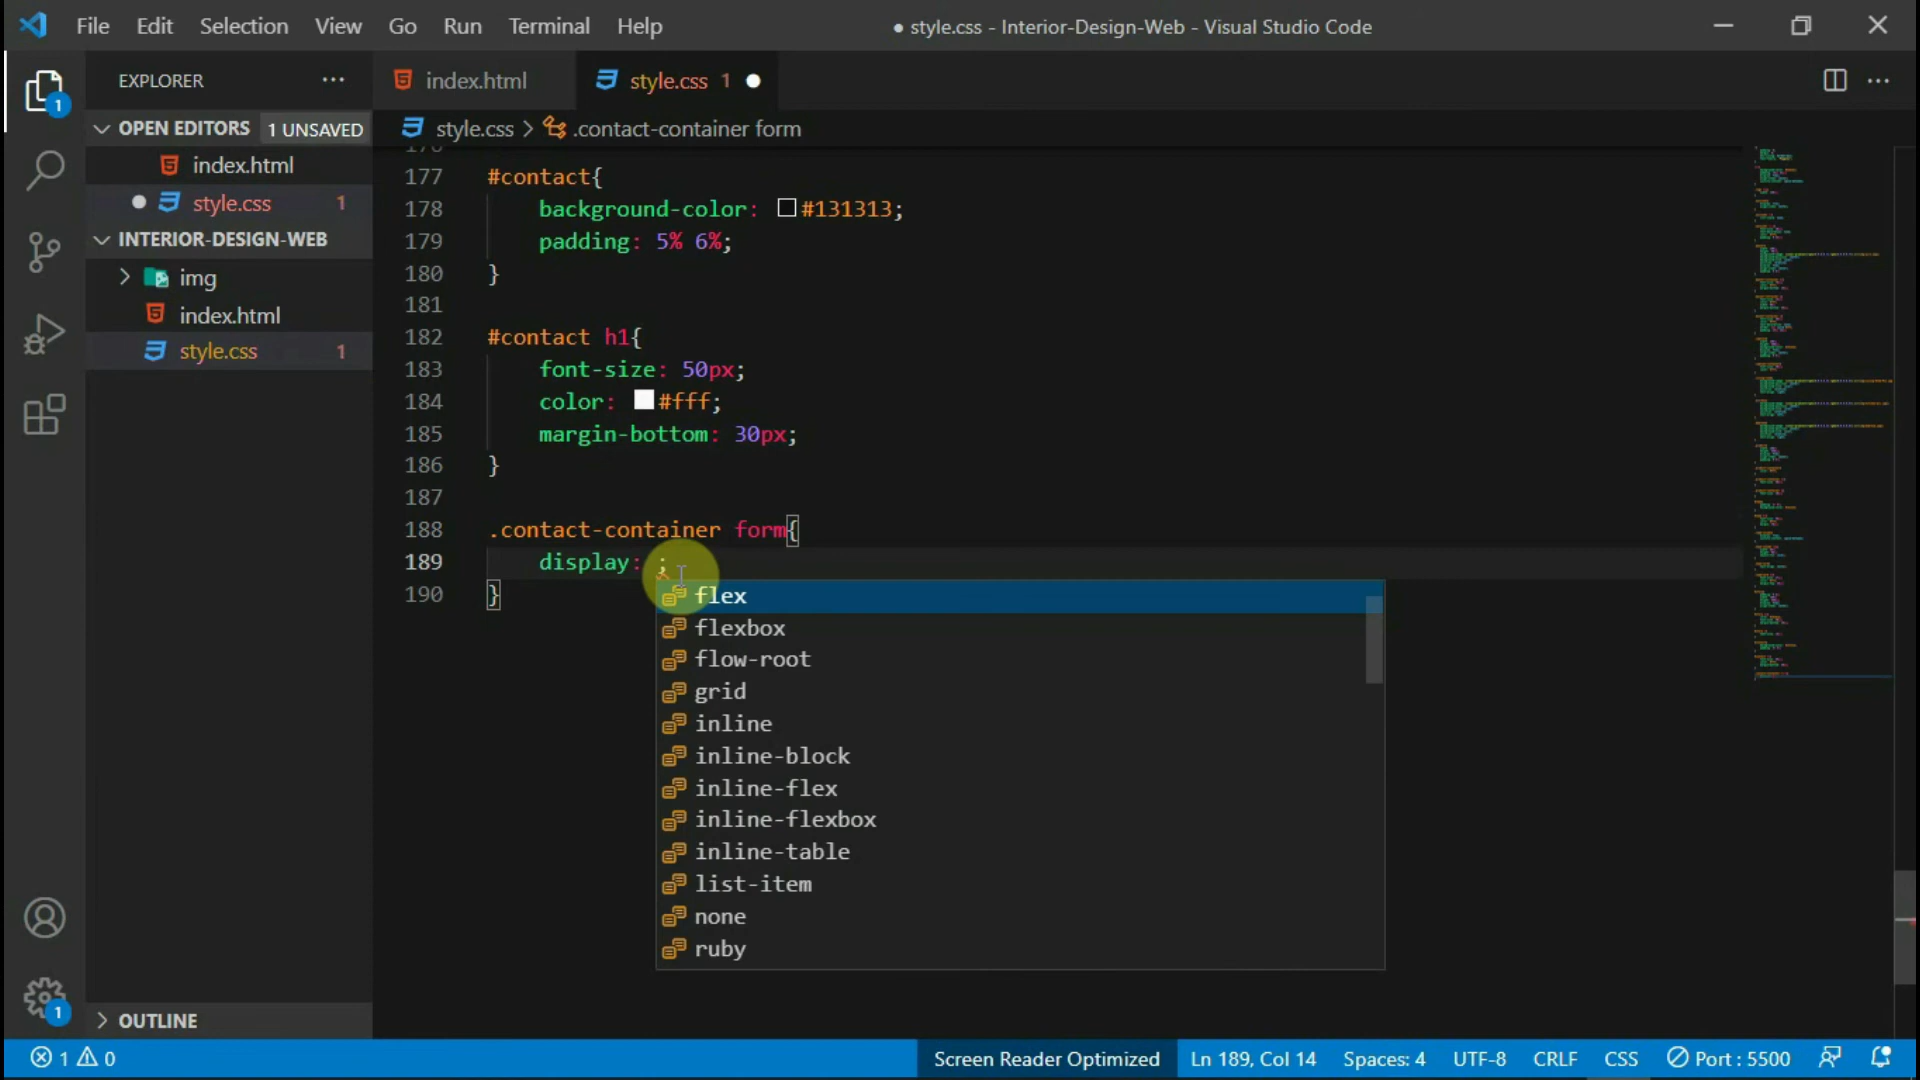 File Edit Selection View Go Run Terminal Help
● style.css - Interior-Design-Web - Visual Studio Code
EXPLORER
index.html
style.css 1
OPEN EDITORS 1 UNSAVED
index.html
style.css 1
INTERIOR-DESIGN-WEB
img
index.html
style.css 1
OUTLINE
style.css > .contact-container form
177 #contact{
178 background-color: #131313;
179 padding: 5% 6%;
180 }
181
182 #contact h1{
183 font-size: 50px;
184 color: #fff;
185 margin-bottom: 30px;
186 }
187
188 .contact-container form{
189 display: ;
190 }
flex
flexbox
flow-root
grid
inline
inline-block
inline-flex
inline-flexbox
inline-table
list-item
none
ruby
1
1
1 0
Screen Reader Optimized Ln 189, Col 14 Spaces: 4 UTF-8 CRLF CSS Port : 5500